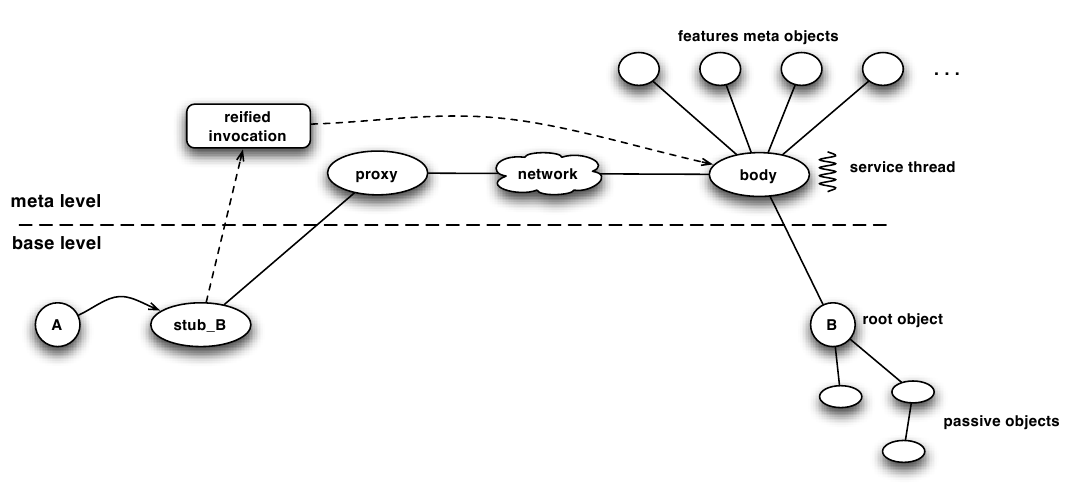 features meta objects
. . .
reified
invocation
proxy
network
body
service thread
meta level
base level
A
stub_B
B
root object
passive objects